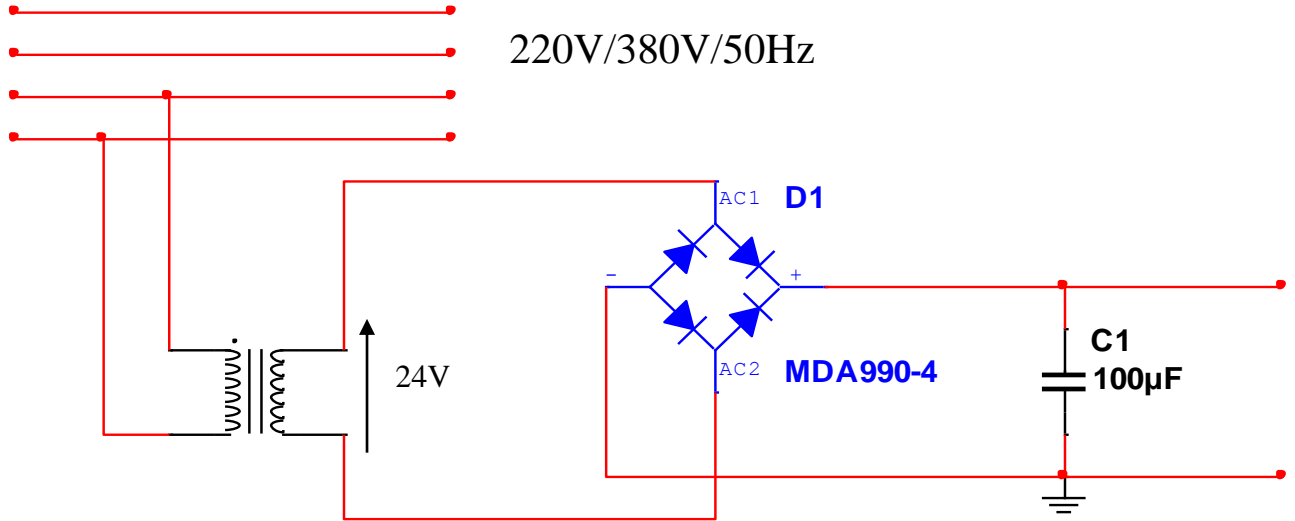 220V/380V/50Hz
AC1 D1
- +
24V
AC2 MDA990-4
C1
100µF